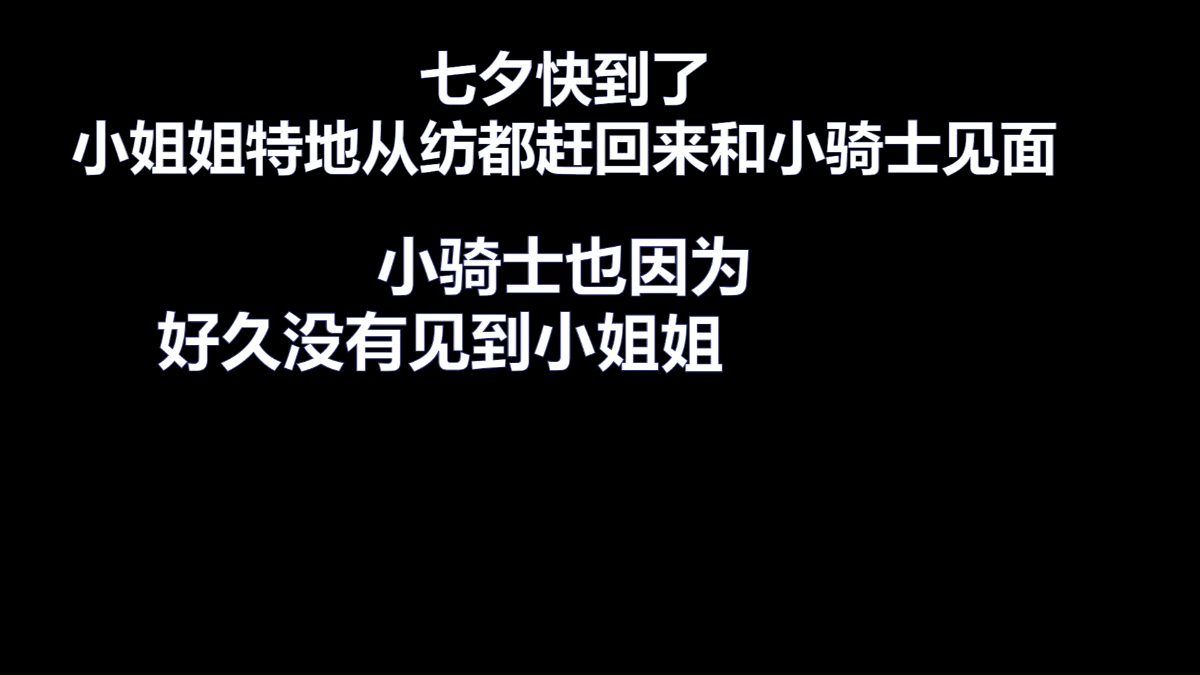 七夕快到了
小姐姐特地从纺都赶回来和小骑士见面
小骑士也因为
好久没有见到小姐姐